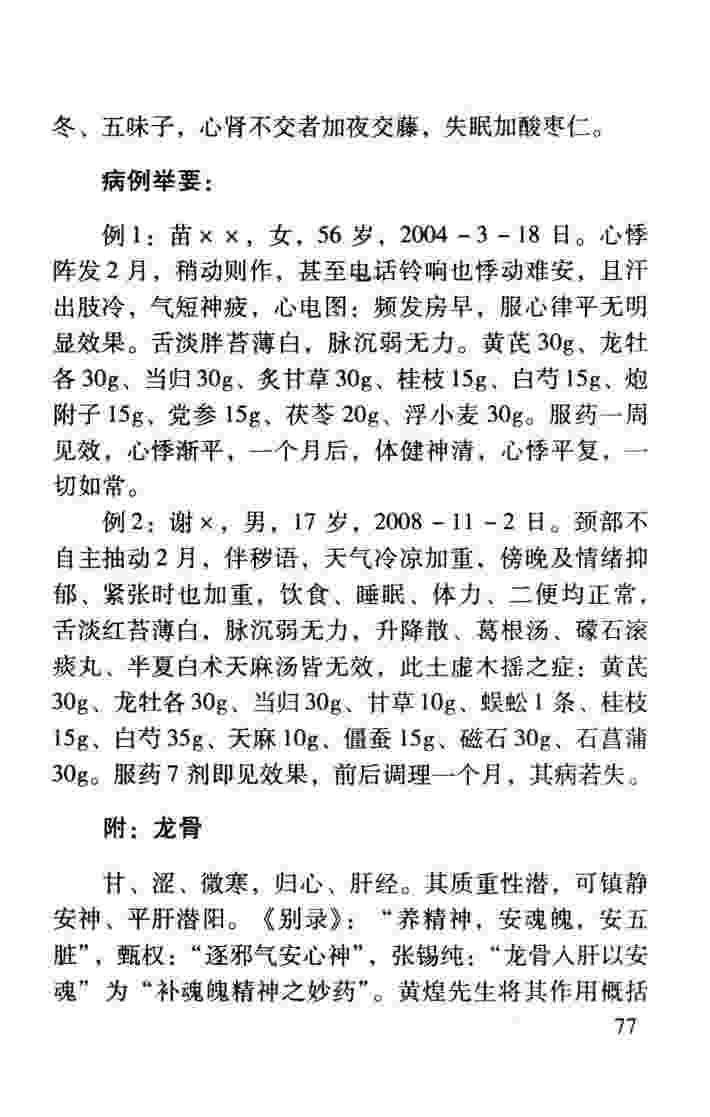 冬、五味子，心肾不交者加夜交藤，失眠加酸枣仁。
病例举要：
例1：苗××，女，56岁，2004-3-18日。心悸
阵发2月，稍动则作，甚至电话铃响也悸动难安，且汗
出肢冷，气短神疲，心电图：频发房早，服心律平无明
显效果。舌淡胖苔薄白，脉沉弱无力。黄芪30g、龙牡
各30g、当归30g、炙甘草30g、桂枝15g、白芍15g、炮
附子15g、党参15g、茯苓20g、浮小麦30g。服药一周
见效，心悸渐平，一个月后，体健神清，心悸平复，一
切如常。
例2：谢×，男，17岁，2008-11-2日。颈部不
自主抽动2月，伴秽语，天气冷凉加重，傍晚及情绪抑
郁、紧张时也加重，饮食、睡眠、体力、二便均正常，
舌淡红苔薄白，脉沉弱无力，升降散、葛根汤、礞石滚
痰丸、半夏白术天麻汤皆无效，此土虚木摇之症：黄芪
30g、龙牡各30g、当归30g、甘草10g、蜈蚣1条、桂枝
15g、白芍35g、天麻10g、僵蚕15g、磁石30g、石菖蒲
30g。服药7剂即见效果，前后调理一个月，其病若失。
附：龙骨
甘、涩、微寒，归心、肝经。其质重性潜，可镇静
安神、平肝潜阳。《别录》：“养精神，安魂魄，安五
脏”，甄权：“逐邪气安心神”，张锡纯：“龙骨入肝以安
魂”为“补魂魄精神之妙药”。黄煌先生将其作用概括
77